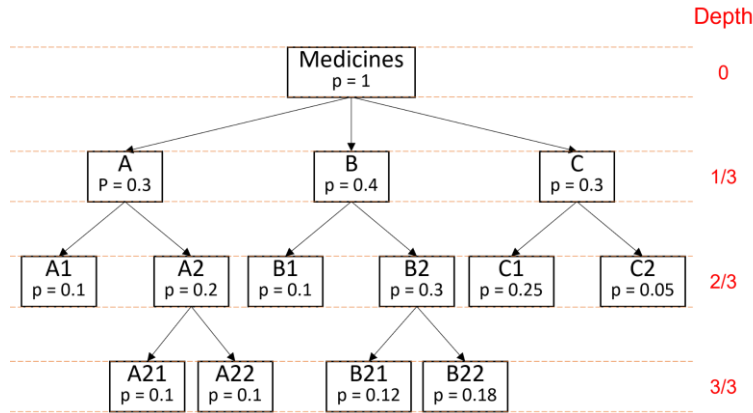 Depth
Medicines
p = 1
0
A
P = 0.3
B
p = 0.4
C
p = 0.3
1/3
A1
p = 0.1
A2
p = 0.2
B1
p = 0.1
B2
p = 0.3
C1
p = 0.25
C2
p = 0.05
2/3
A21
p = 0.1
A22
p = 0.1
B21
p = 0.12
B22
p = 0.18
3/3